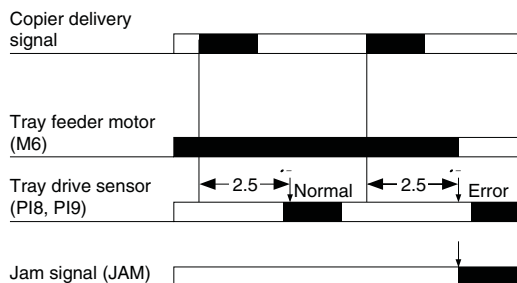 Copier delivery
signal
Tray feeder motor
(M6)
2.5
Normal
2.5
Error
Tray drive sensor
(PI8, PI9)
Jam signal (JAM)